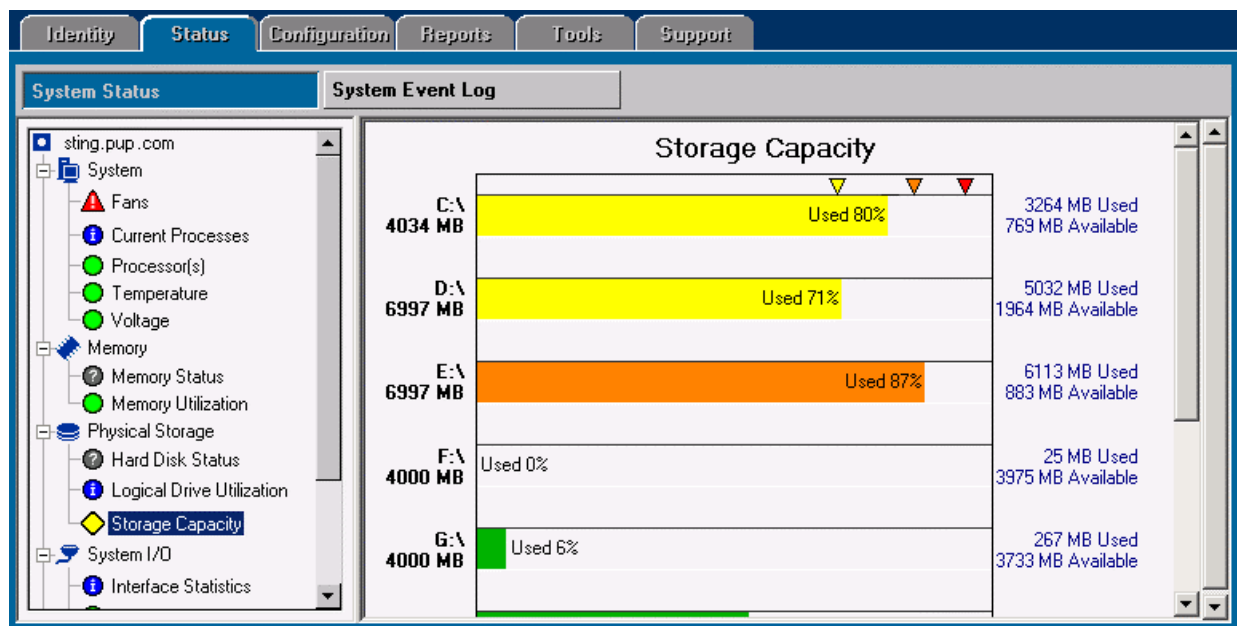 Identity Status Configuration Reports Tools Support
System Status System Event Log
sting.pup.com
System
Fans
Current Processes
Processor(s)
Temperature
Voltage
Memory
Memory Status
Memory Utilization
Physical Storage
Hard Disk Status
Logical Drive Utilization
Storage Capacity
System I/O
Interface Statistics
Storage Capacity
C:\
4034 MB
Used 80%
3264 MB Used
769 MB Available
D:\
6997 MB
Used 71%
5032 MB Used
1964 MB Available
E:\
6997 MB
Used 87%
6113 MB Used
883 MB Available
F:\
4000 MB
Used 0%
25 MB Used
3975 MB Available
G:\
4000 MB
Used 6%
267 MB Used
3733 MB Available